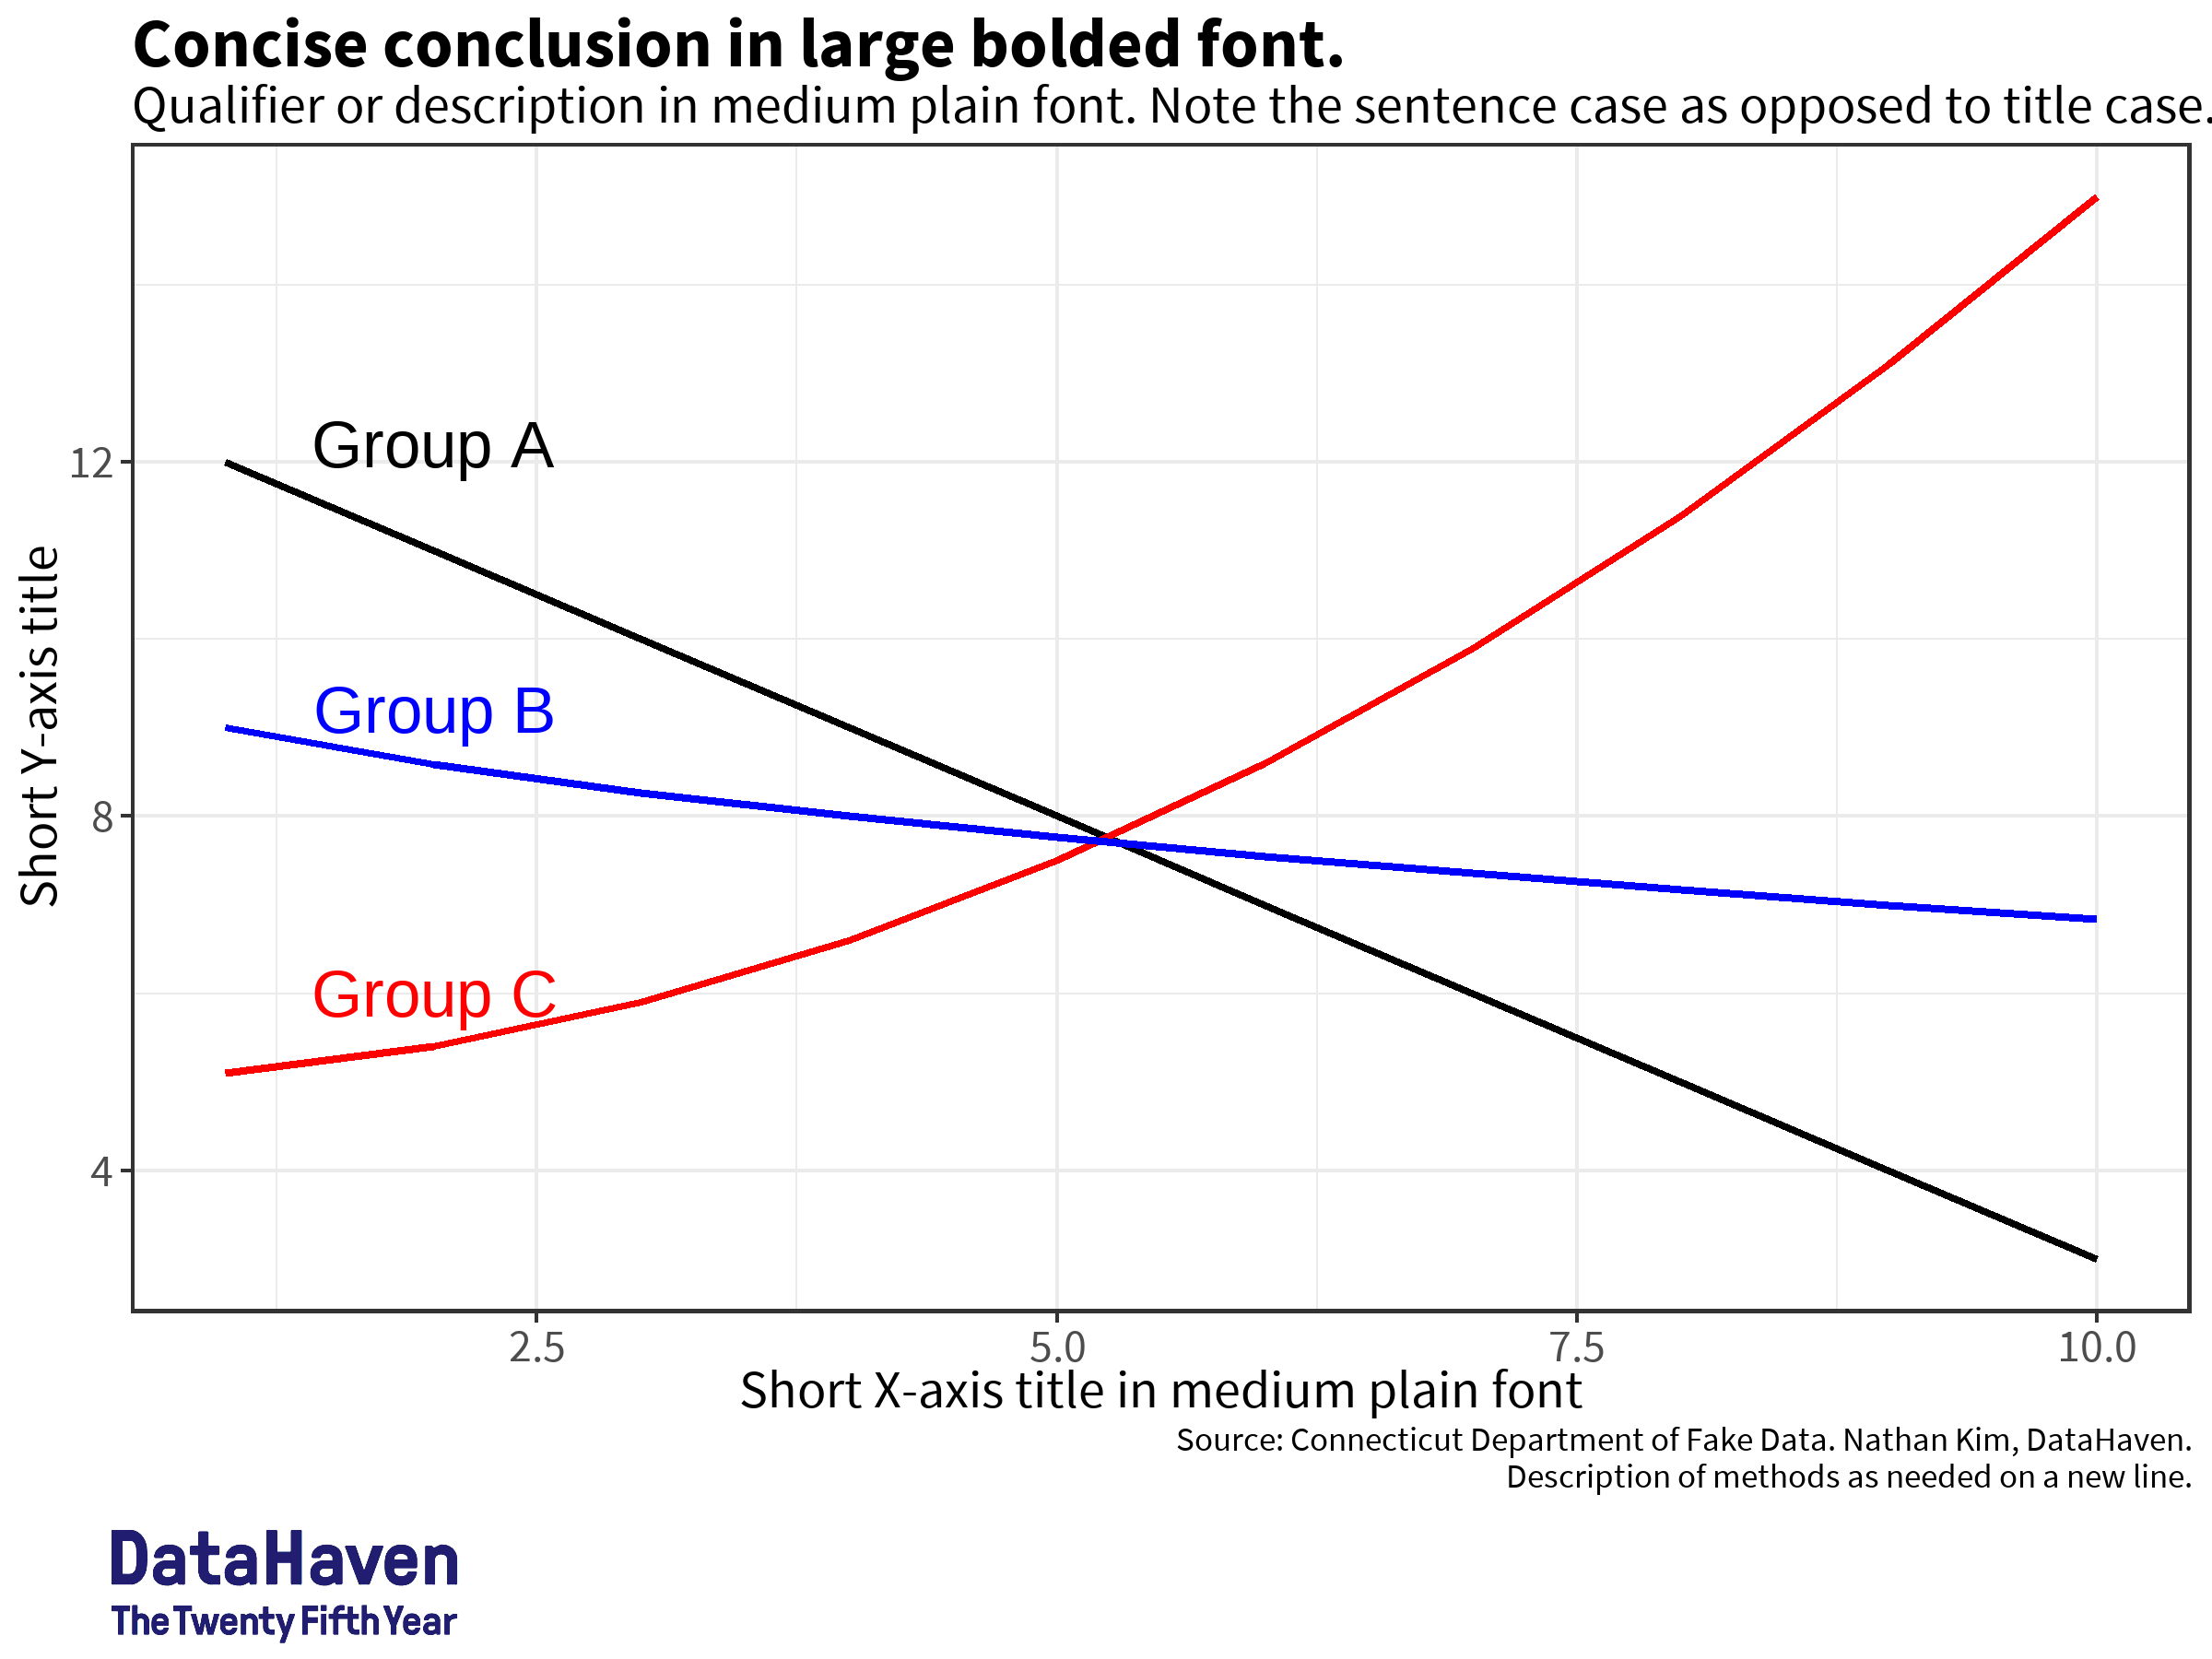 Concise conclusion in large bolded font.
Qualifier or description in medium plain font. Note the sentence case as opposed to title case.
Short Y-axis title
12
8
4
Group A
Group B
Group C
2.5 5.0 7.5 10.0
Short X-axis title in medium plain font
Source: Connecticut Department of Fake Data. Nathan Kim, DataHaven.
Description of methods as needed on a new line.
DataHaven
The Twenty Fifth Year